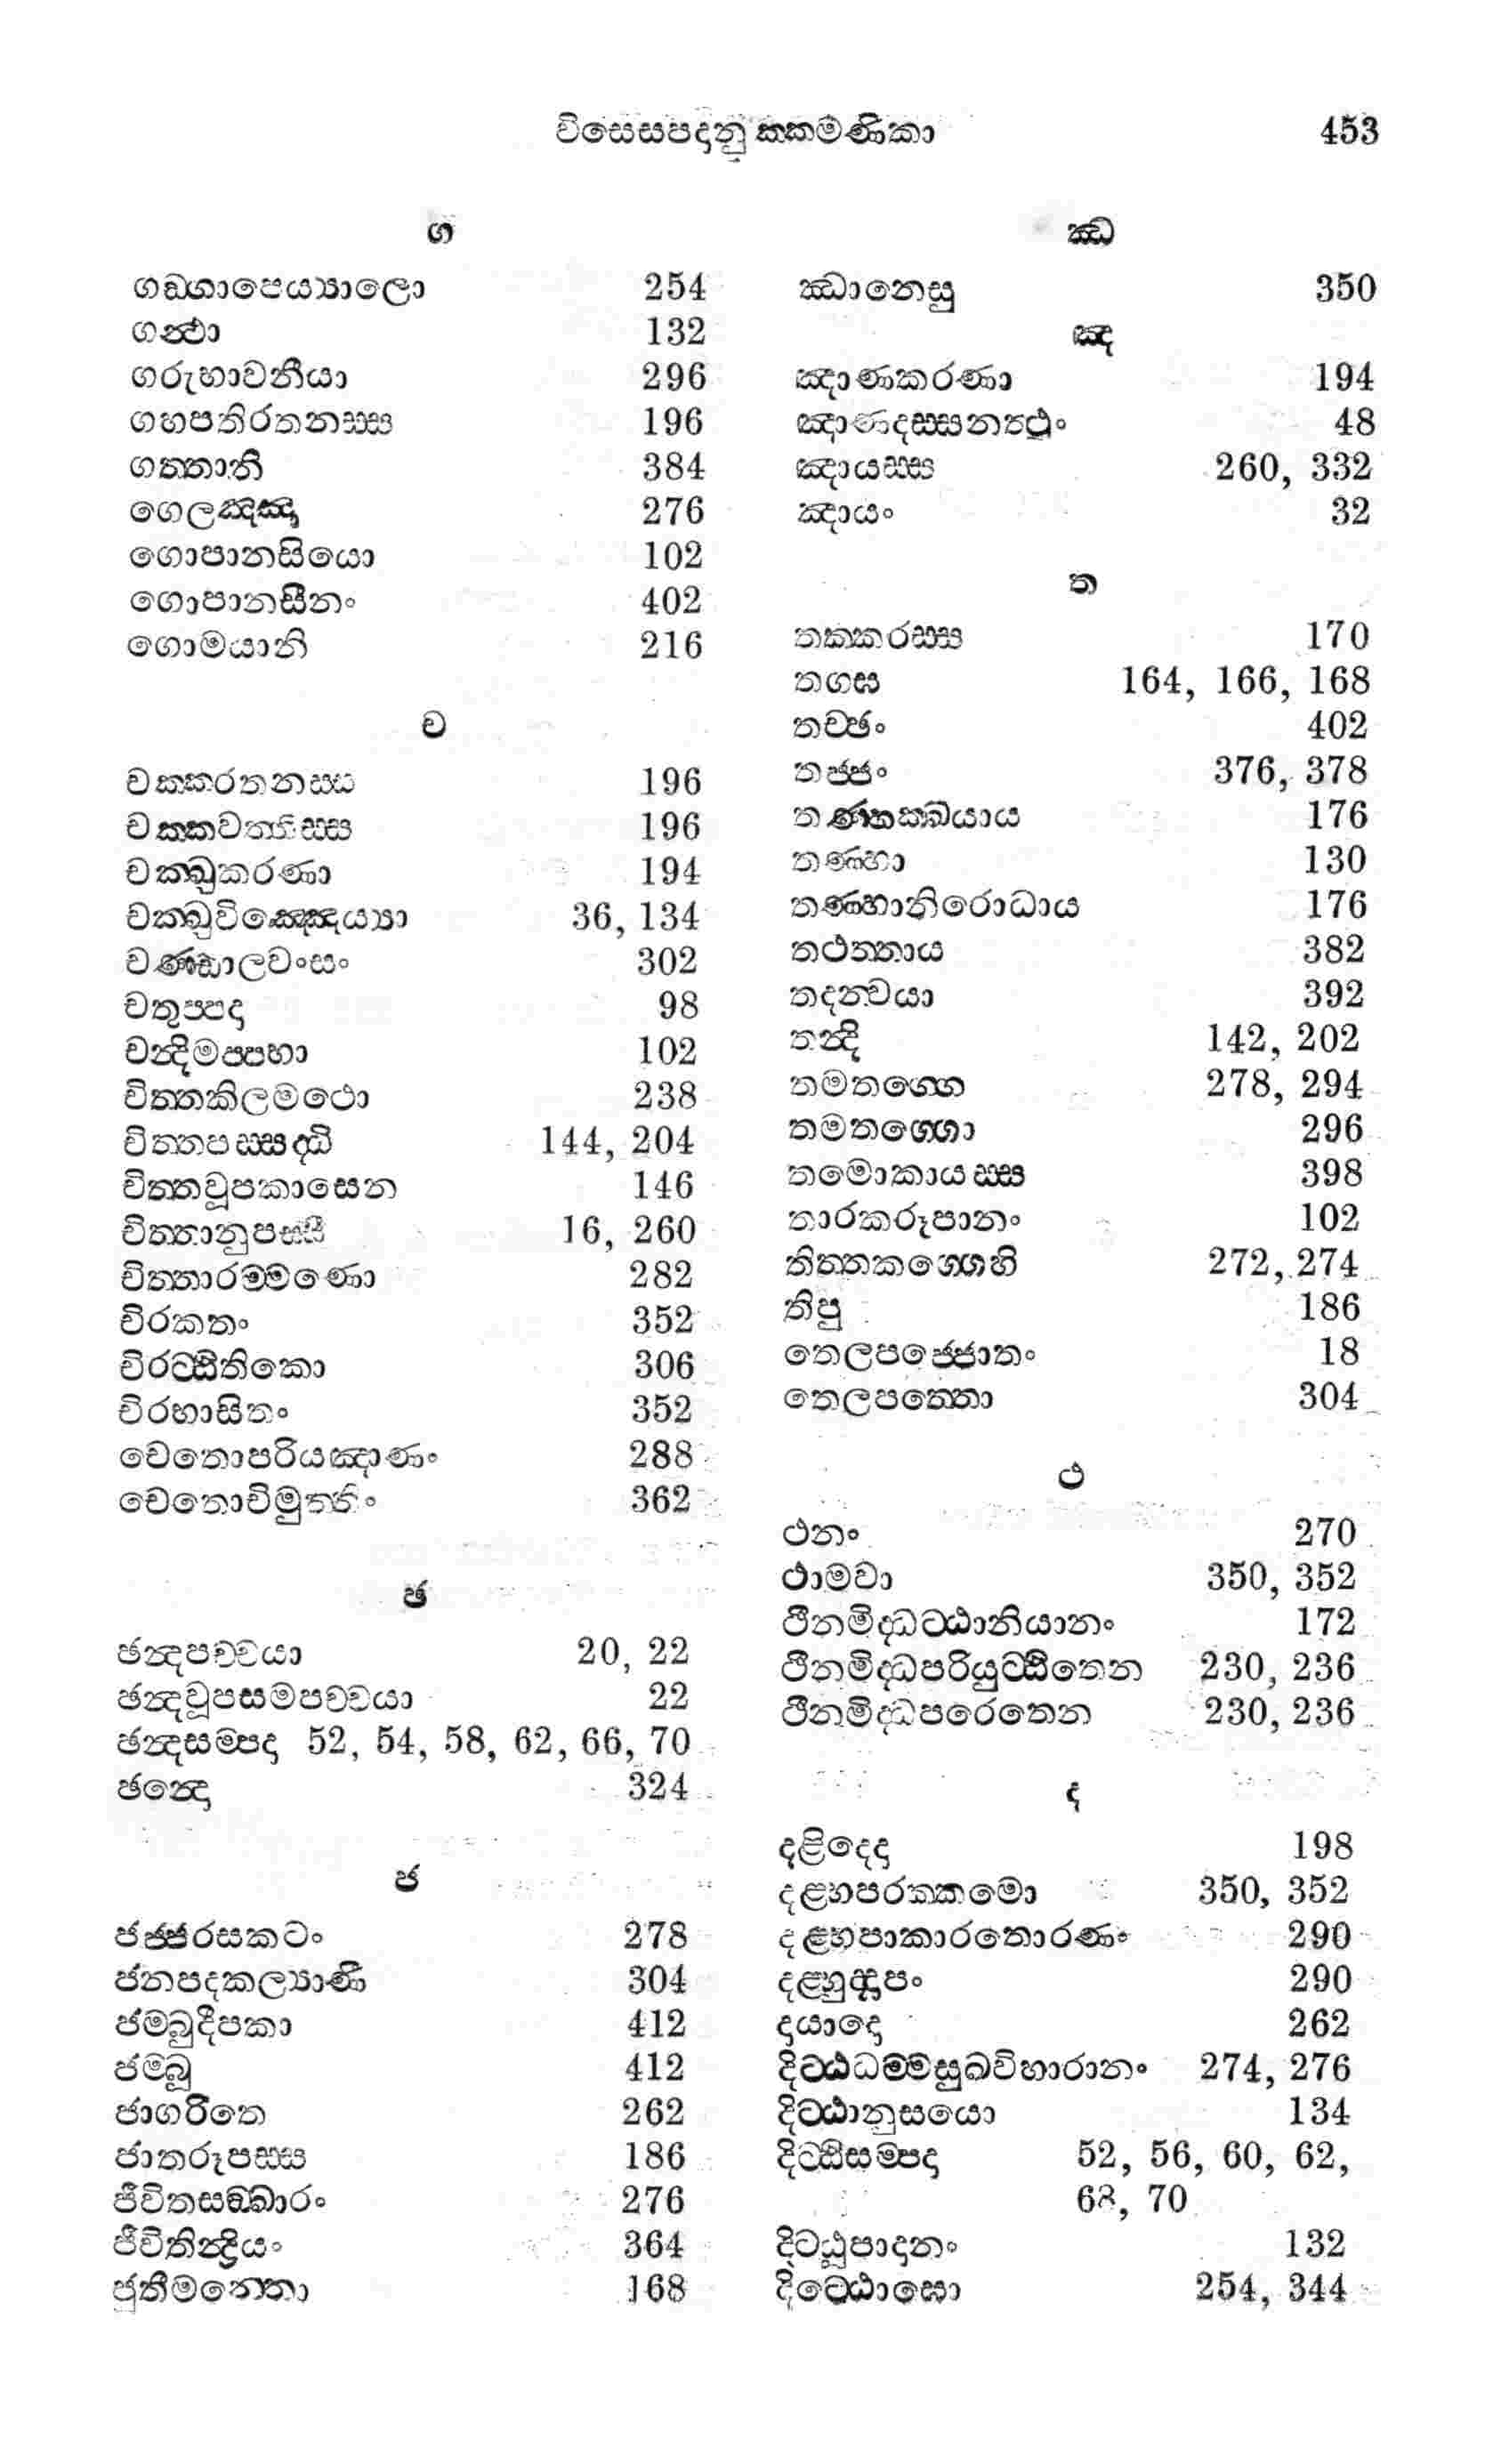 විසෙසපදානුක්කමණිකා 453
ග
ගඞ්ගාපෙය්‍යාලො 254
ගන්‍ථා 132
ගරුභාවනීයා 296
ගහපතිරතනස්ස 196
ගත්තානි 384
ගෙලඤ්ඤා 276
ගොපානසියො 102
ගොපානසීනං 402
ගොමයානි 216
ච
චක්කරතනස්ස 196
චක්කවත්තිස්ස 196
චක්ඛුකරණා 194
චක්ඛුවිඤ්ඤෙය්‍යා 36, 134
චණ්ඩාලවංසං 302
චතුප්පදා 98
චන්‍දිමප්පභා 102
චිත්තකිලමථො 238
චිත්තපස්සද්ධි 144, 204
චිත්තවූපකාසෙන 146
චිත්තානුපස්සී 16, 260
චිත්තාරම්මණො 282
චිරකතං 352
චිරට්ඨිතිකො 306
චිරභාසිතං 352
චෙතොපරියඤාණං 288
චෙතොවිමුත්තිං 362
ඡ
ඡන්‍දපච්චයා 20, 22
ඡන්‍දවූපසමපච්චයා 22
ඡන්‍දසම්පදා 52, 54, 58, 62, 66, 70
ඡන්‍දො 324
ජ
ජජ්ජරසකටං 278
ජනපදකල්‍යාණී 304
ජම්බුදීපකා 412
ජම්බූ 412
ජාගරිතෙ 262
ජාතරූපස්ස 186
ජීවිතසඞ්ඛාරං 276
ජීවිතින්‍ද්‍රියං 364
ජුතීමන්තො 168
ඣ
ඣානෙසු 350
ඤ
ඤාණකරණා 194
ඤාණදස්සනත්‍ථං 48
ඤායස්ස 260, 332
ඤායං 32
ත
තක්කරස්ස 170
තගඝ 164, 166, 168
තච්ඡං 402
තජ්ජං 376, 378
තණ්හක්ඛයාය 176
තණ්හා 130
තණ්හානිරොධාය 176
තථත්තාය 382
තදන්වයා 392
තන්‍දි 142, 202
තමතග්ගෙ 278, 294
තමතග්ගො 296
තමොකායස්ස 398
තාරකරූපානං 102
තිත්තකග්ගෙහි 272, 274
තිපු 186
තෙලපජ්ජොතං 18
තෙලපත්තො 304
ථ
ථනං 270
ථාමවා 350, 352
ථීනමිද්ධට්ඨානියානං 172
ථීනමිද්ධපරියුට්ඨිතෙන 230, 236
ථීනමිද්ධපරෙතෙන 230, 236
ද
දළිද්දො 198
දළ්හපරක්කමො 350, 352
දළ්හපාකාරතොරණං 290
දළ්හුද්දාපං 290
දායාදො 262
දිට්ඨධම්මසුඛවිහාරානං 274, 276
දිට්ඨානුසයො 134
දිට්ඨිසම්පදා 52, 56, 60, 62,
68, 70
දිට්ඨුපාදානං 132
දිට්ඨොඝො 254, 344